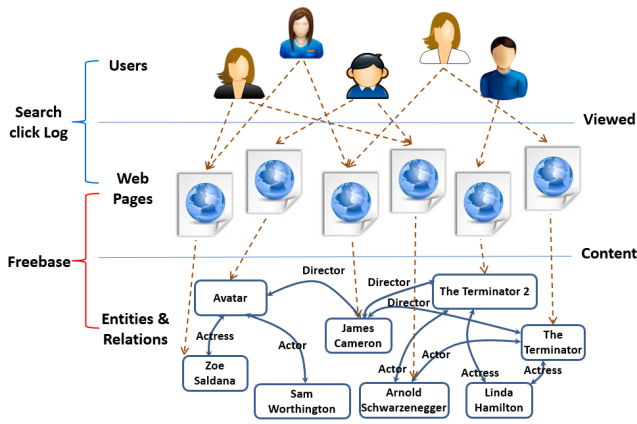 Users
Search
click Log
Viewed
Web
Pages
Freebase
Content
Director
Director
Avatar
The Terminator 2
Director
Entities &
Relations
James
Cameron
The
Terminator
Actress
Actor
Actor
Zoe
Saldana
Actor
Actress
Sam
Worthington
Arnold
Schwarzenegger
Linda
Hamilton